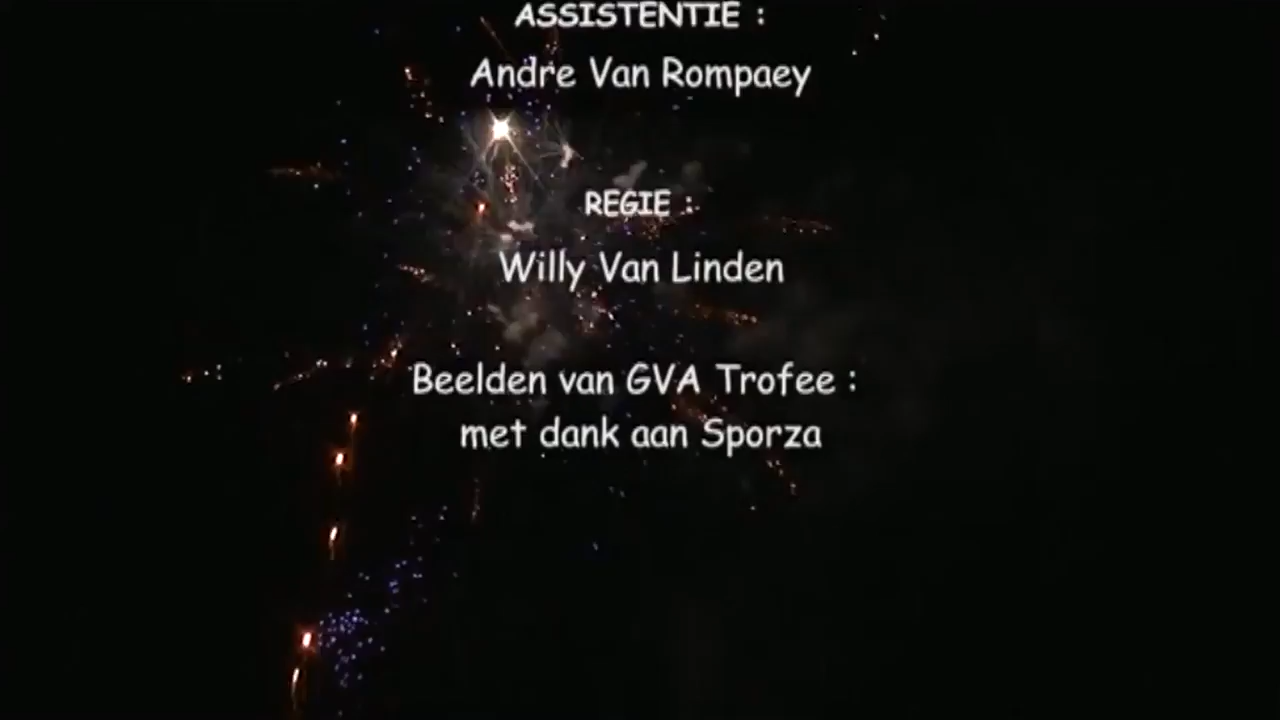 ASSISTENTIE :
Andre Van Rompaey
REGIE :
Willy Van Linden
Beelden van GVA Trofee :
met dank aan Sporza